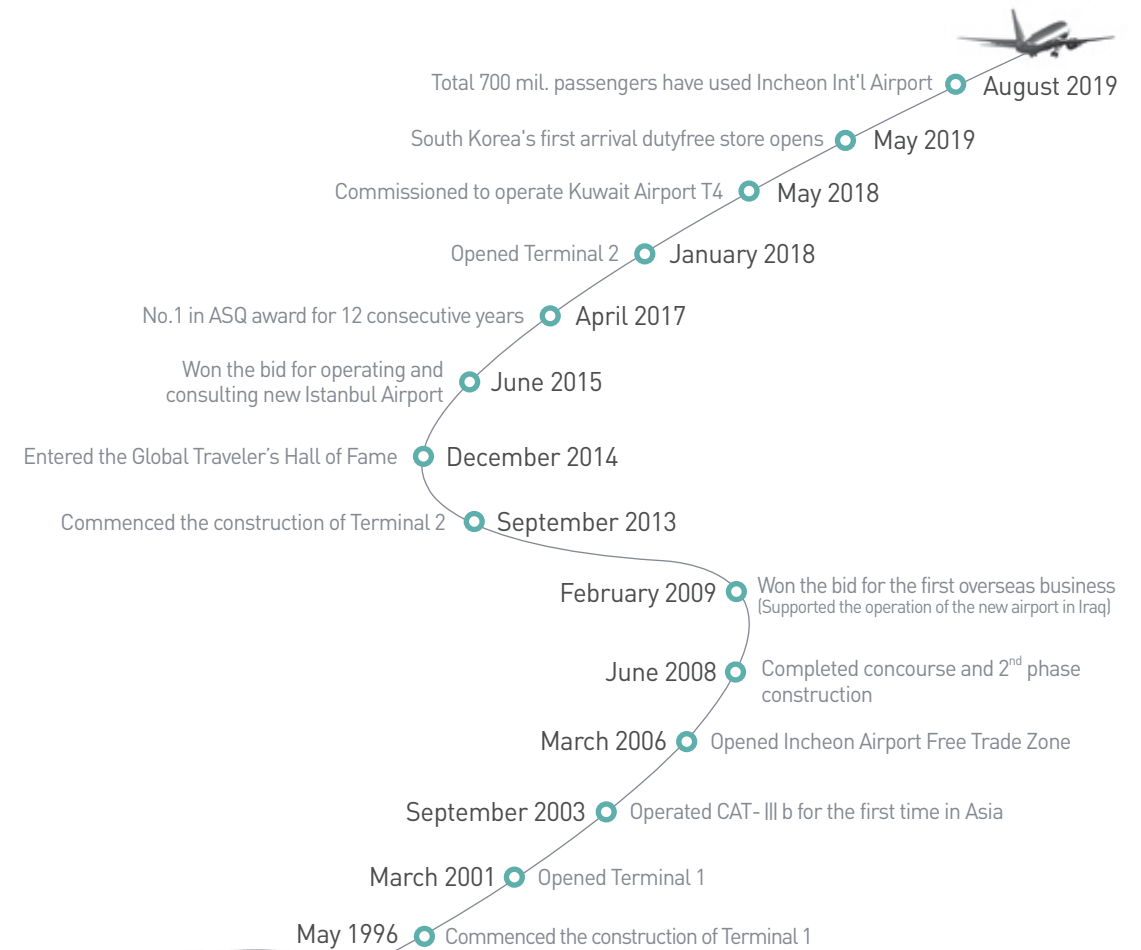 Total 700 mil. passengers have used Incheon Int'l Airport
August 2019
South Korea's first arrival dutyfree store opens
May 2019
Commissioned to operate Kuwait Airport T4
May 2018
Opened Terminal 2
January 2018
No.1 in ASQ award for 12 consecutive years
April 2017
Won the bid for operating and
consulting new Istanbul Airport
June 2015
Entered the Global Traveler's Hall of Fame
December 2014
Commenced the construction of Terminal 2
September 2013
February 2009
Won the bid for the first overseas business
(Supported the operation of the new airport in Iraq)
June 2008
Completed concourse and 2nd phase
construction
March 2006
Opened Incheon Airport Free Trade Zone
September 2003
Operated CAT- III b for the first time in Asia
March 2001
Opened Terminal 1
May 1996
Commenced the construction of Terminal 1